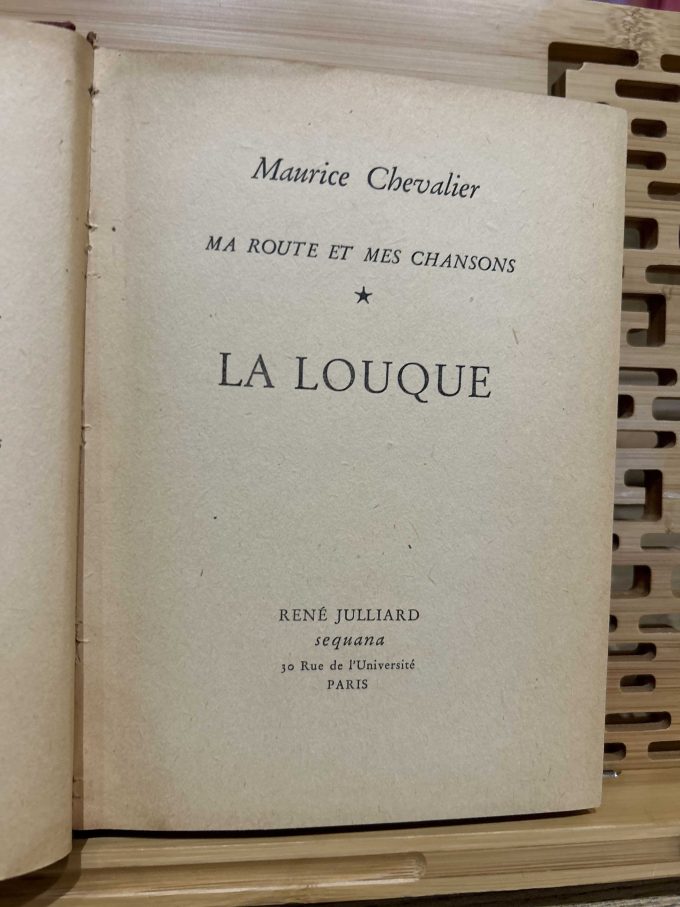 Maurice Chevalier
MA ROUTE ET MES CHANSONS
★
LA LOUQUE
RENÉ JULLIARD
sequana
30 Rue de l'Université
PARIS